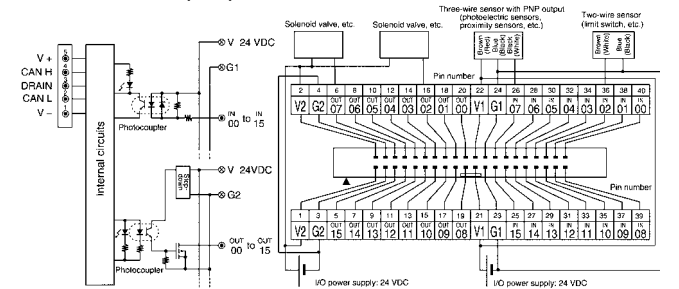 Three-wire sensor with PNP output
(photoelectric sensors,
proximity sensors, etc.)
Two-wire sensor
(limit switch, etc.)
Solenoid valve, etc.
Solenoid valve, etc.
Brown (Red)
Blue (Black)
Black (White)
Brown (White)
Blue (Black)
V 24 VDC
G1
IN 00 to IN 15
V 24VDC
G2
OUT 00 to OUT 15
5 V +
4 CAN H
3 DRAIN
2 CAN L
1 V −
Internal circuits
Photocoupler
Step-down
Photocoupler
Pin number
2 4 6 8 10 12 14 16 18 20 22 24 26 28 30 32 34 36 38 40
V2 G2 OUT 07 OUT 06 OUT 05 OUT 04 OUT 03 OUT 02 OUT 01 OUT 00 V1 G1 IN 07 IN 06 IN 05 IN 04 IN 03 IN 02 IN 01 IN 00
Pin number
1 3 5 7 9 11 13 15 17 19 21 23 25 27 29 31 33 35 37 39
V2 G2 OUT 15 OUT 14 OUT 13 OUT 12 OUT 11 OUT 10 OUT 09 OUT 08 V1 G1 IN 15 IN 14 IN 13 IN 12 IN 11 IN 10 IN 09 IN 08
I/O power supply: 24 VDC
I/O power supply: 24 VDC